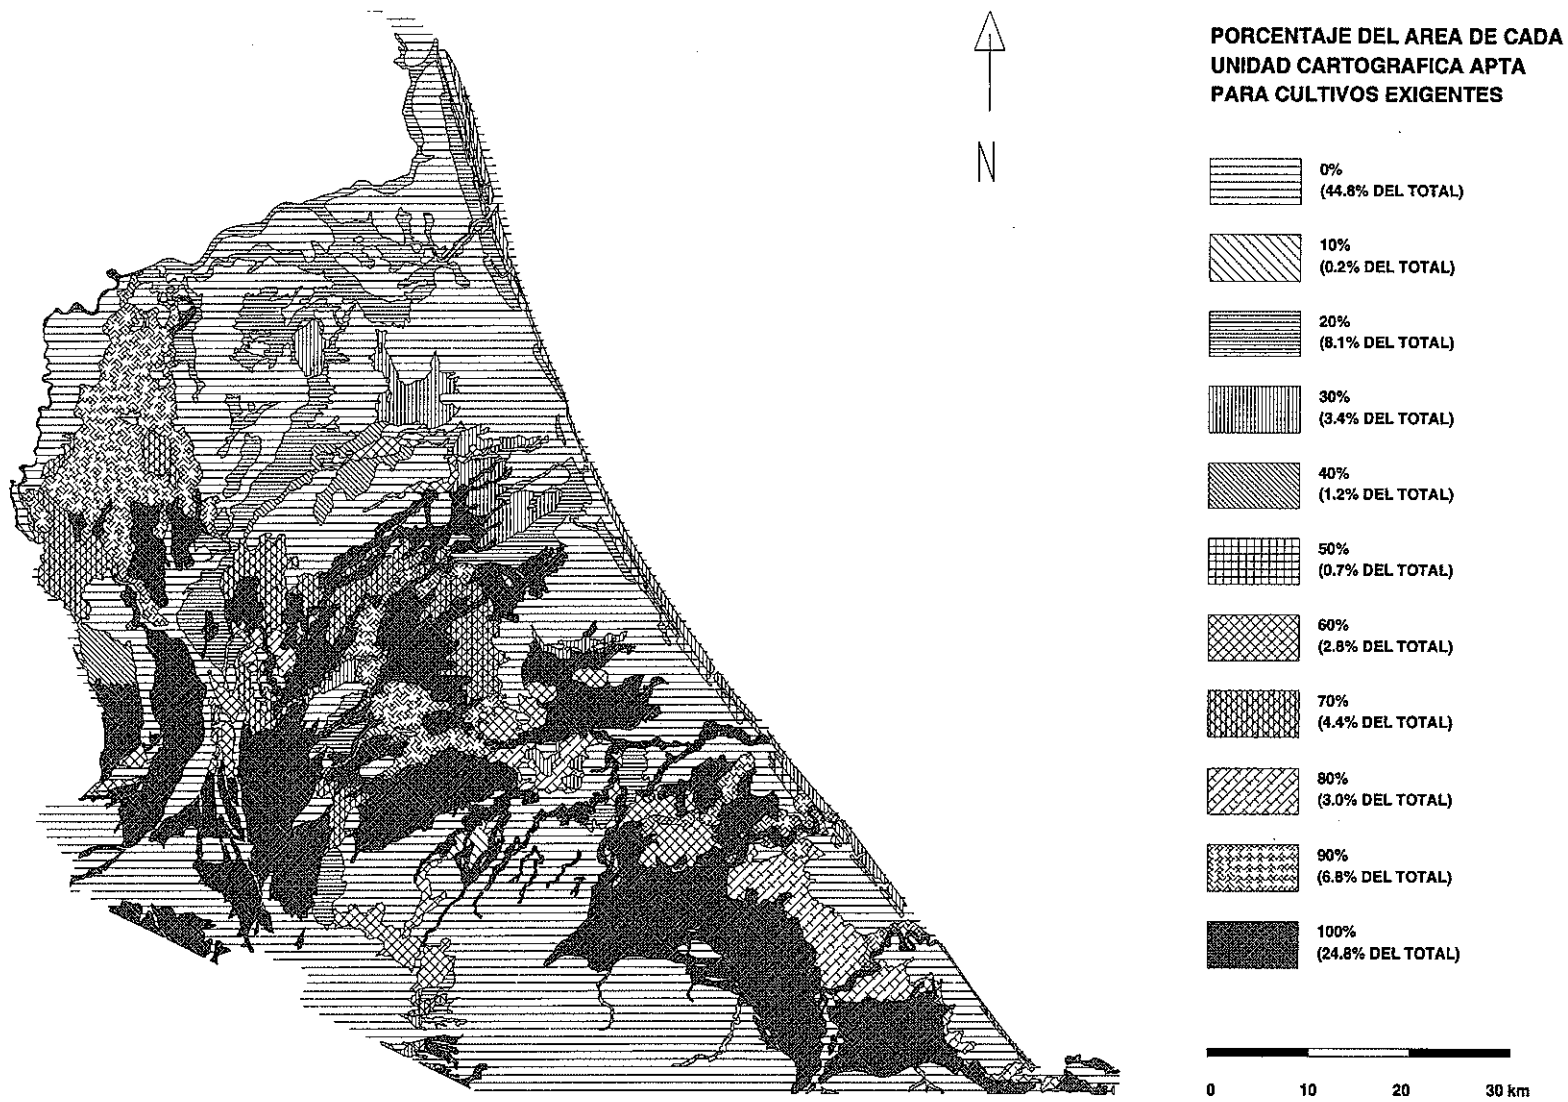 PORCENTAJE DEL AREA DE CADA
UNIDAD CARTOGRAFICA APTA
PARA CULTIVOS EXIGENTES
N
0%
(44.8% DEL TOTAL)
10%
(0.2% DEL TOTAL)
20%
(8.1% DEL TOTAL)
30%
(3.4% DEL TOTAL)
40%
(1.2% DEL TOTAL)
50%
(0.7% DEL TOTAL)
60%
(2.8% DEL TOTAL)
70%
(4.4% DEL TOTAL)
80%
(3.0% DEL TOTAL)
90%
(6.8% DEL TOTAL)
100%
(24.8% DEL TOTAL)
0 10 20 30 km